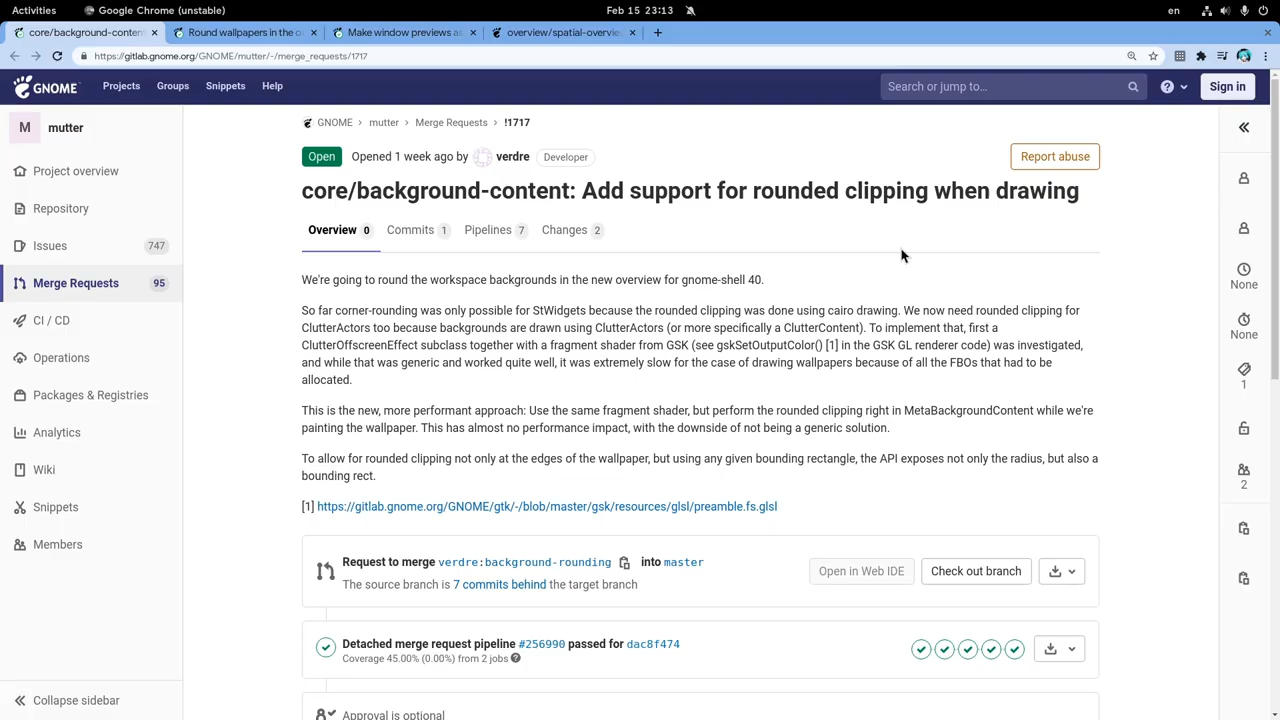 Activities
Google Chrome (unstable)
Feb 15 23:13
en
core/background-conten
Round wallpapers in the o
Make window previews as
overview/spatial-overvie
https://gitlab.gnome.org/GNOME/mutter/-/merge_requests/1717
GNOME
Projects
Groups
Snippets
Help
Search or jump to...
Sign in
M
mutter
Project overview
Repository
Issues 747
Merge Requests 95
CI / CD
Operations
Packages & Registries
Analytics
Wiki
Snippets
Members
Collapse sidebar
GNOME > mutter > Merge Requests > !1717
Open Opened 1 week ago by verdre Developer
Report abuse
core/background-content: Add support for rounded clipping when drawing
Overview 0 Commits 1 Pipelines 7 Changes 2
We're going to round the workspace backgrounds in the new overview for gnome-shell 40.
So far corner-rounding was only possible for StWidgets because the rounded clipping was done using cairo drawing. We now need rounded clipping for
ClutterActors too because backgrounds are drawn using ClutterActors (or more specifically a ClutterContent). To implement that, first a
ClutterOffscreenEffect subclass together with a fragment shader from GSK (see gskSetOutputColor() [1] in the GSK GL renderer code) was investigated,
and while that was generic and worked quite well, it was extremely slow for the case of drawing wallpapers because of all the FBOs that had to be
allocated.
This is the new, more performant approach: Use the same fragment shader, but perform the rounded clipping right in MetaBackgroundContent while we're
painting the wallpaper. This has almost no performance impact, with the downside of not being a generic solution.
To allow for rounded clipping not only at the edges of the wallpaper, but using any given bounding rectangle, the API exposes not only the radius, but also a
bounding rect.
[1] https://gitlab.gnome.org/GNOME/gtk/-/blob/master/gsk/resources/glsl/preamble.fs.glsl
Request to merge verdre:background-rounding into master
The source branch is 7 commits behind the target branch
Open in Web IDE
Check out branch
Detached merge request pipeline #256990 passed for dac8f474
Coverage 45.00% (0.00%) from 2 jobs
Approval is optional
None
None
1
2